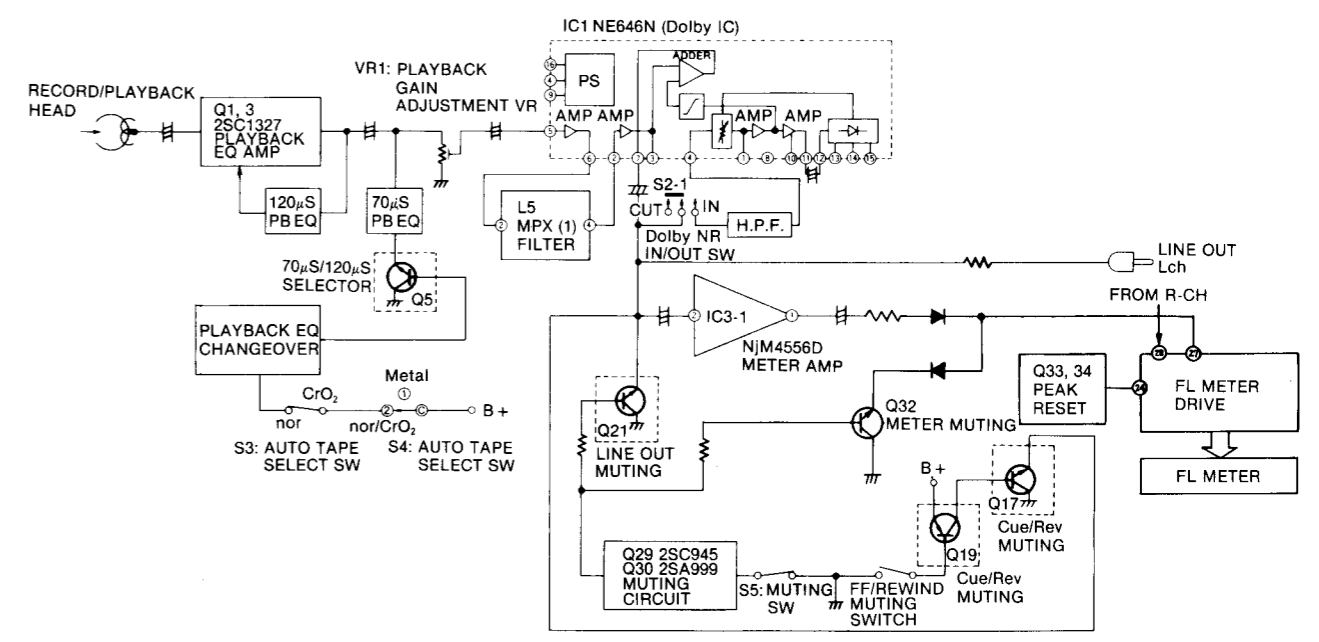 IC1 NE646N (Dolby IC)
ADDER
16
4
9
PS
RECORD/PLAYBACK
HEAD
Q1, 3
2SC1327
PLAYBACK
EQ AMP
VR1: PLAYBACK
GAIN
ADJUSTMENT VR
AMP AMP
AMP AMP
5
6
2
7
3
4
1
8
10
11
12
13
14
15
120µS
PB EQ
70µS
PB EQ
2
L5
MPX (1)
FILTER
4
S2-1
CUT
IN
H.P.F.
Dolby NR
IN/OUT SW
70µS/120µS
SELECTOR
Q5
LINE OUT
Lch
FROM R-CH
PLAYBACK EQ
CHANGEOVER
2
IC3-1
1
NjM4556D
METER AMP
28
27
Q33, 34
PEAK
RESET
24
FL METER
DRIVE
Metal
1
CrO₂
nor
2
C
B +
nor/CrO₂
S3: AUTO TAPE
SELECT SW
S4: AUTO TAPE
SELECT SW
Q21
LINE OUT
MUTING
Q32
METER MUTING
FL METER
B +
Q17
Cue/Rev
MUTING
Q19
Cue/Rev
MUTING
Q29 2SC945
Q30 2SA999
MUTING
CIRCUIT
S5: MUTING
SW
FF/REWIND
MUTING
SWITCH